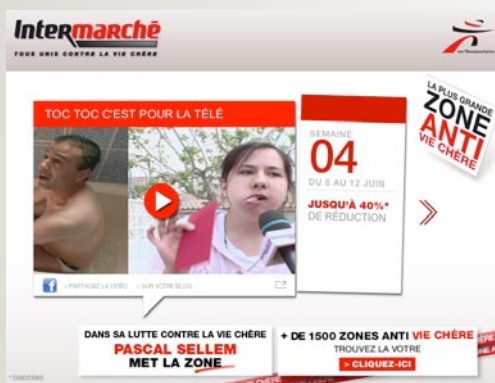 Intermarché
TOUS UNIS CONTRE LA VIE CHÈRE
Les Mousquetaires
LA PLUS GRANDE
ZONE
ANTI
VIE CHÈRE
TOC TOC C'EST POUR LA TÉLÉ
SEMAINE
04
DU 8 AU 12 JUIN
JUSQU'À 40%*
DE RÉDUCTION
> PARTAGEZ LA VIDÉO
> SUR VOTRE BLOG
DANS SA LUTTE CONTRE LA VIE CHÈRE
PASCAL SELLEM
MET LA ZONE
+ DE 1500 ZONES ANTI VIE CHÈRE
TROUVEZ LA VOTRE
> CLIQUEZ-ICI
* CONDITIONS